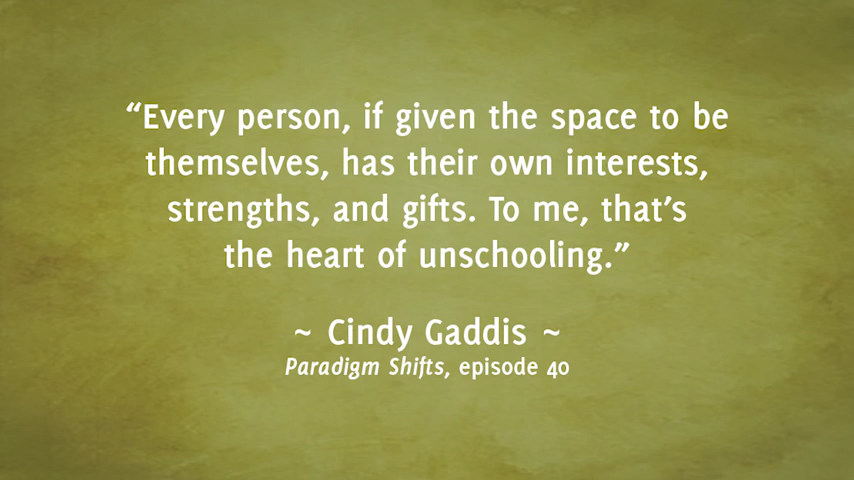 “Every person, if given the space to be
themselves, has their own interests,
strengths, and gifts. To me, that’s
the heart of unschooling.”
~ Cindy Gaddis ~
Paradigm Shifts, episode 40